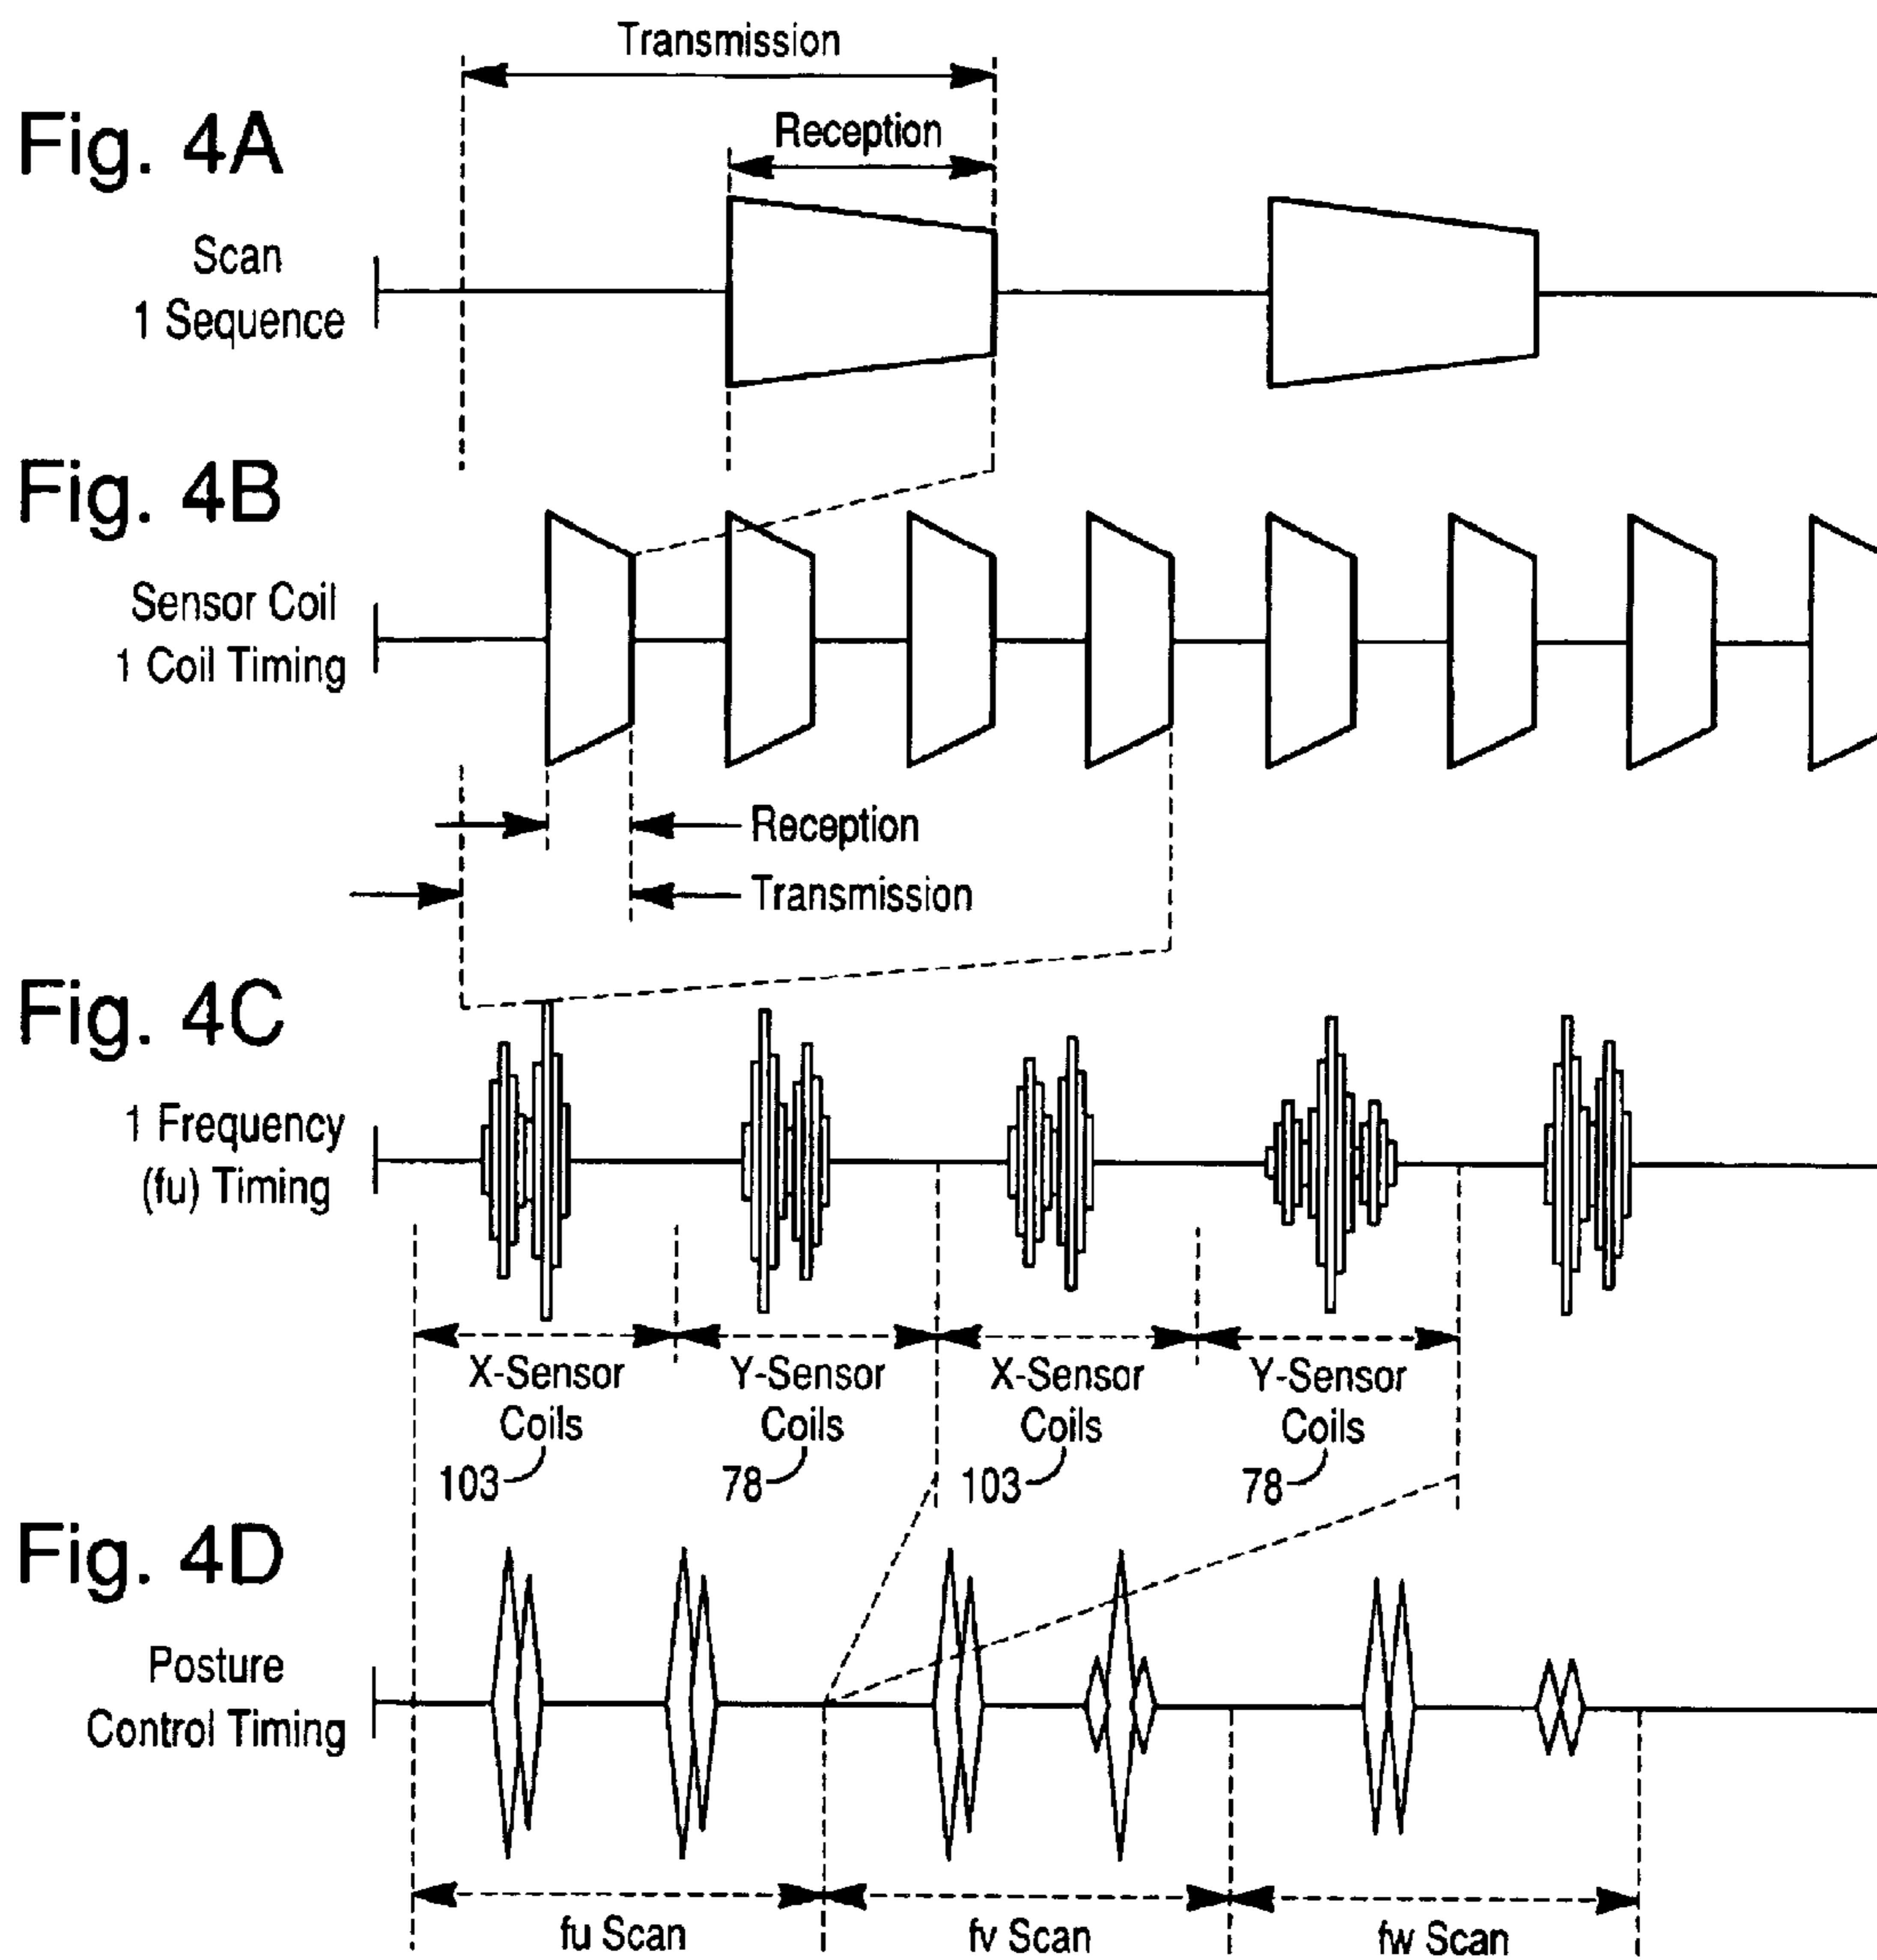 Transmission
Fig. 4A
Reception
Scan
1 Sequence
Fig. 4B
Sensor Coil
1 Coil Timing
Reception
Transmission
Fig. 4C
1 Frequency
(fu) Timing
X-Sensor Y-Sensor X-Sensor Y-Sensor
Coils Coils Coils Coils
103 78 103 78
Fig. 4D
Posture
Control Timing
fu Scan fv Scan fw Scan